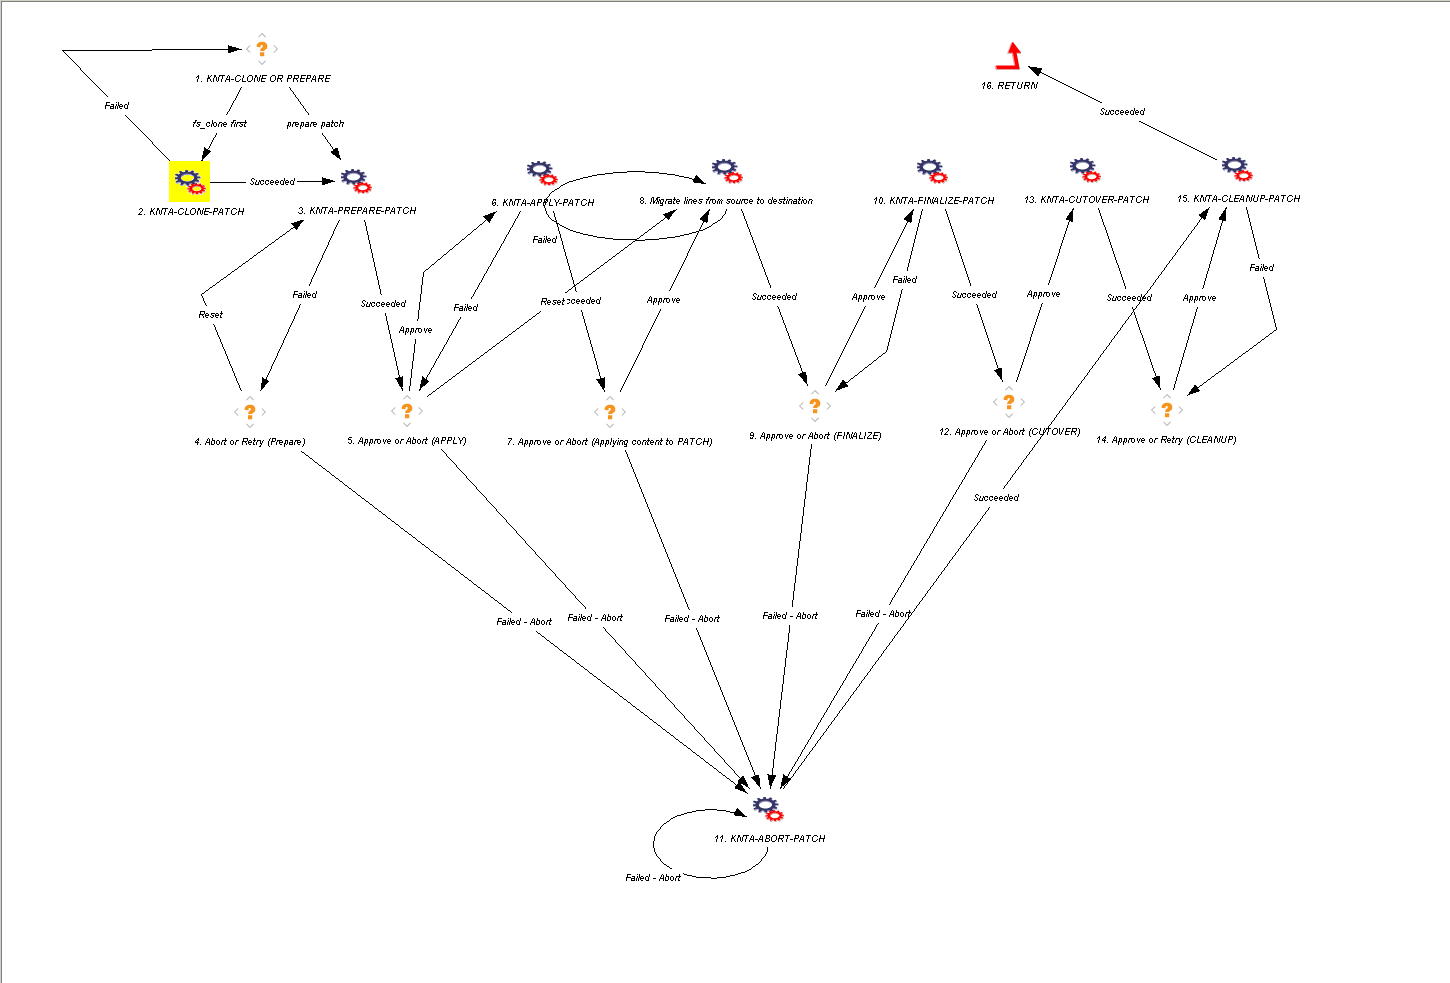 1. KNTA-CLONE OR PREPARE
16. RETURN
Failed
Succeeded
fs_clone first
prepare patch
2. KNTA-CLONE-PATCH
Succeeded
3. KNTA-PREPARE-PATCH
6. KNTA-APPLY-PATCH
8. Migrate lines from source to destination
10. KNTA-FINALIZE-PATCH
13. KNTA-CUTOVER-PATCH
15. KNTA-CLEANUP-PATCH
Failed
Failed
Failed
Failed
Succeeded
Succeeded
Succeeded
Succeeded
Approve
Approve
Approve
Approve
Reset
Reset
ceeded
Failed
Approve
4. Abort or Retry (Prepare)
5. Approve or Abort (APPLY)
7. Approve or Abort (Applying content to PATCH)
9. Approve or Abort (FINALIZE)
12. Approve or Abort (CUTOVER)
14. Approve or Retry (CLEANUP)
Succeeded
Failed - Abort
Failed - Abort
Failed - Abort
Failed - Abort
Failed - Abort
11. KNTA-ABORT-PATCH
Failed - Abort